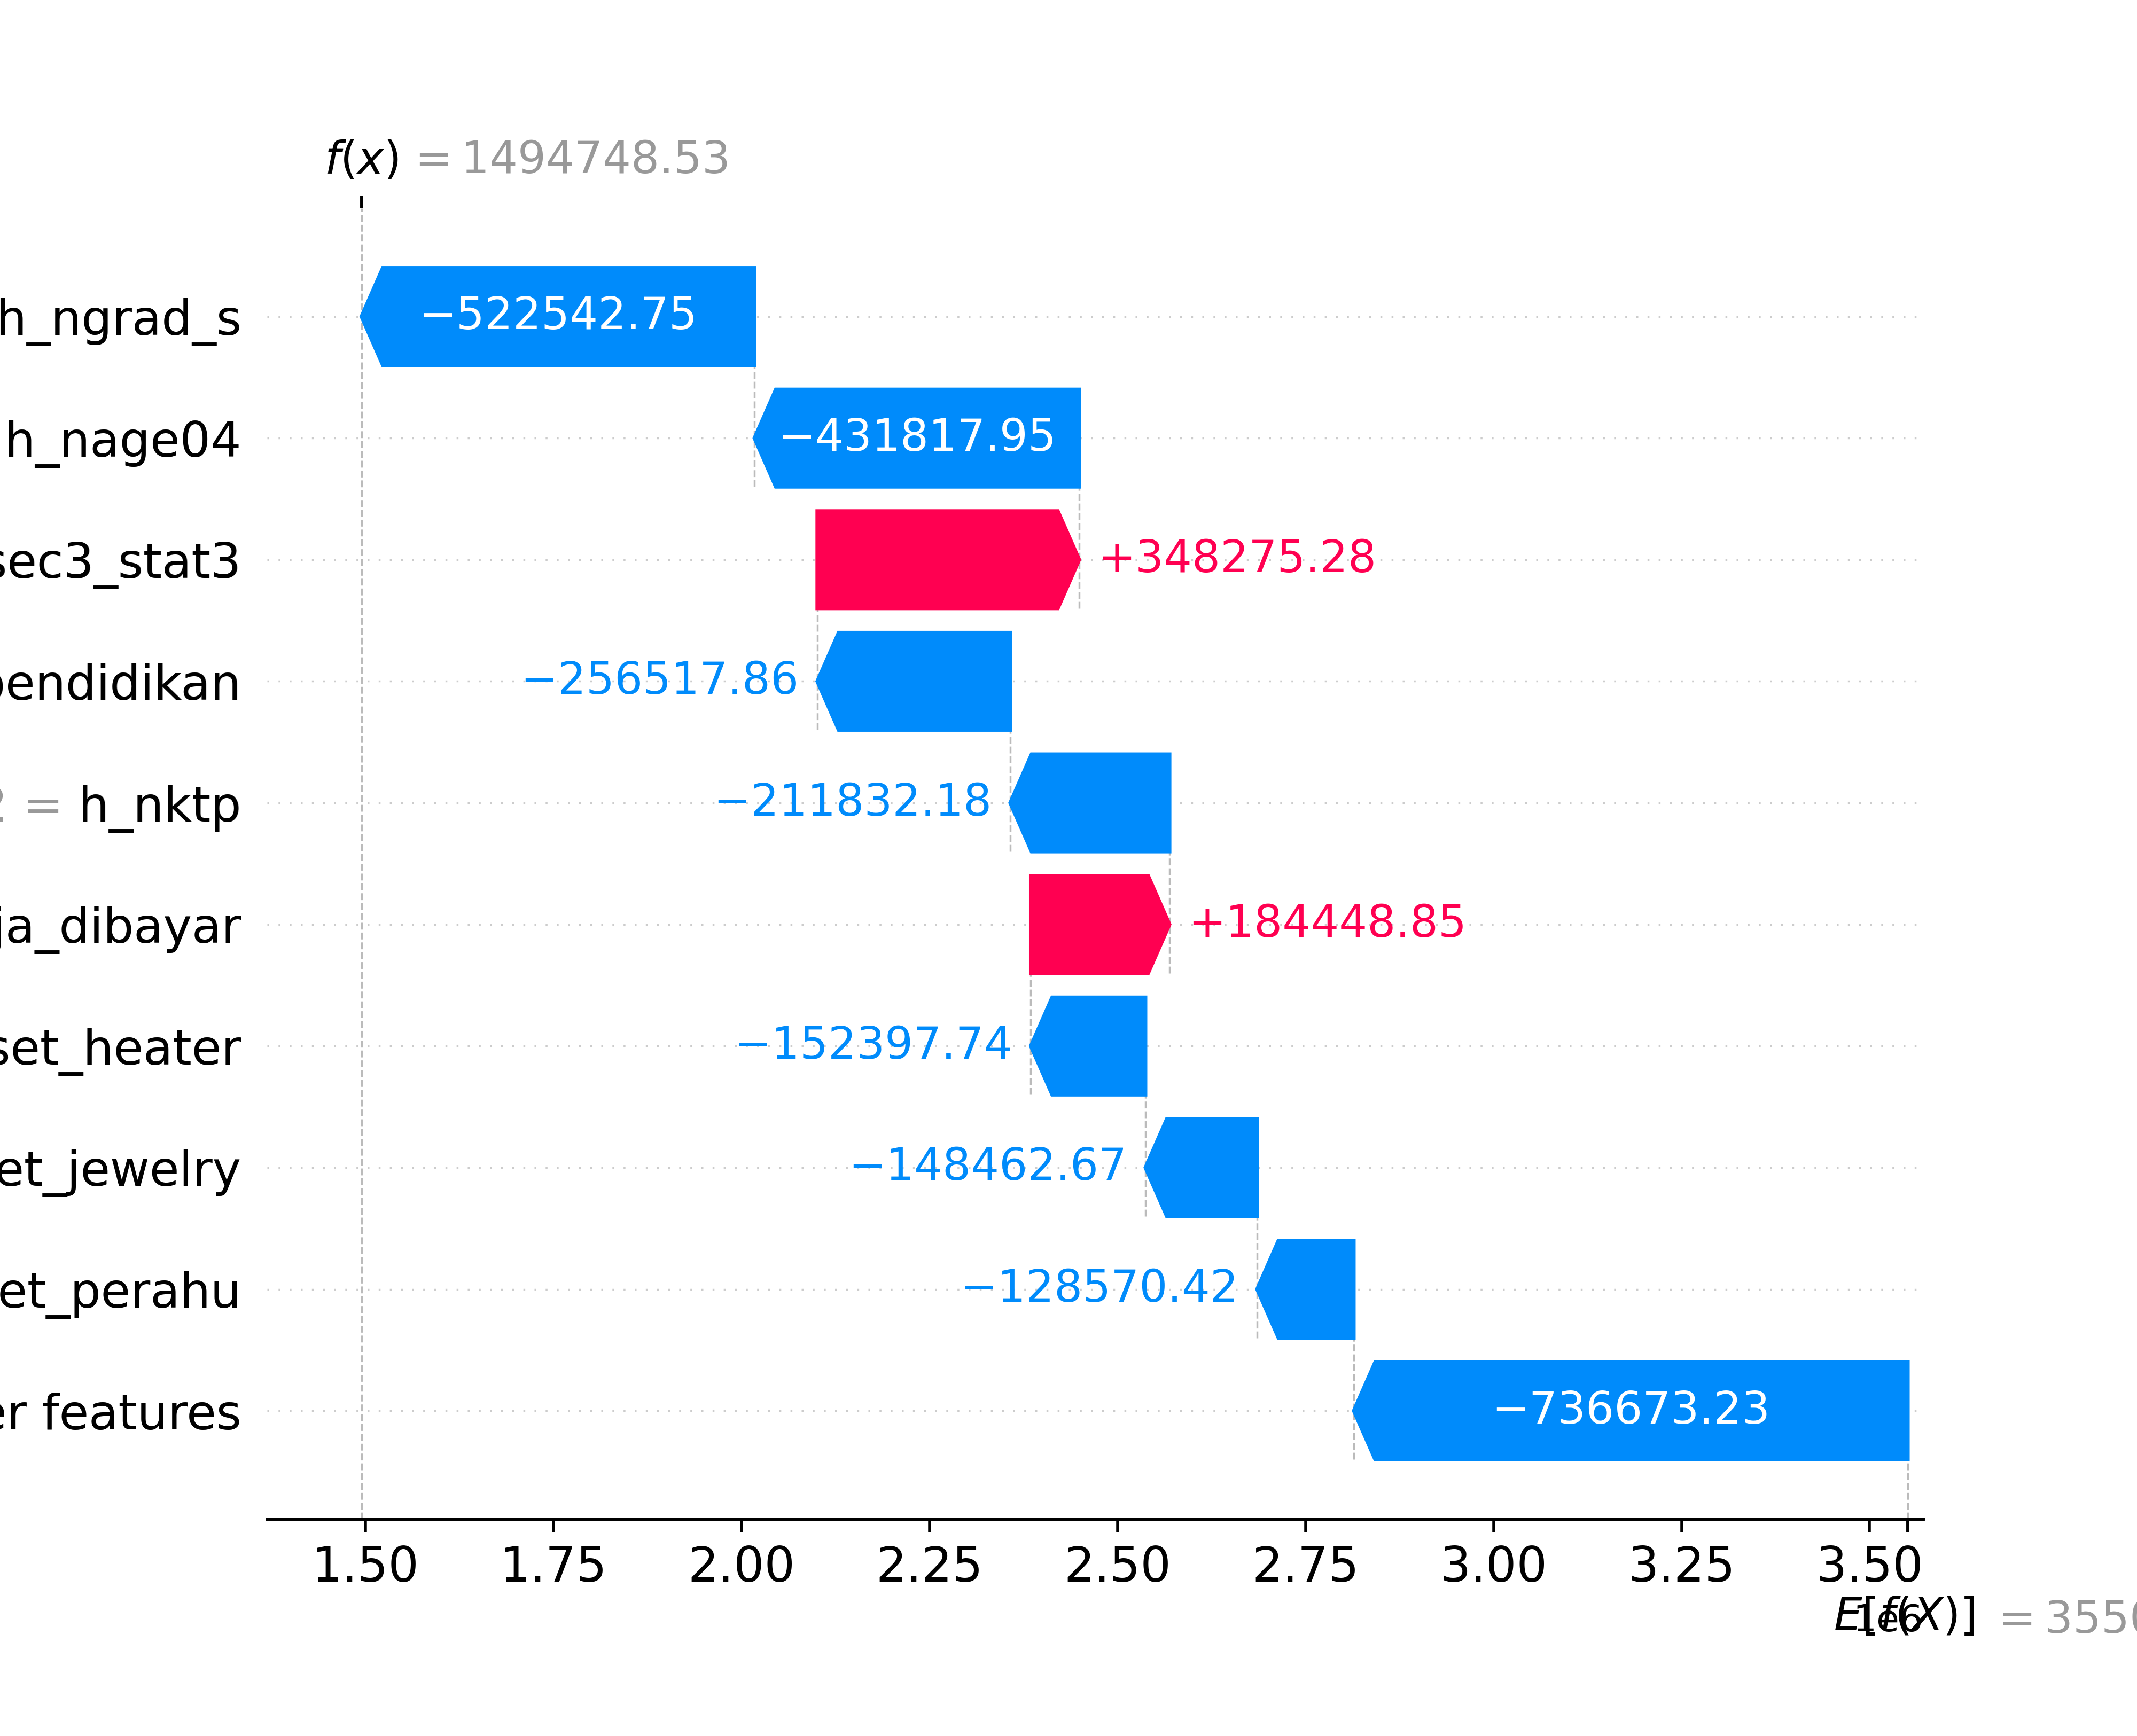 f(x) = 1494748.53
h_ngrad_s −522542.75
h_nage04 −431817.95
sec3_stat3 +348275.28
pendidikan −256517.86
= h_nktp −211832.18
ja_dibayar +184448.85
set_heater −152397.74
et_jewelry −148462.67
et_perahu −128570.42
er features −736673.23
1.50 1.75 2.00 2.25 2.50 2.75 3.00 3.25 3.50
1e6
E[f(X)] = 355